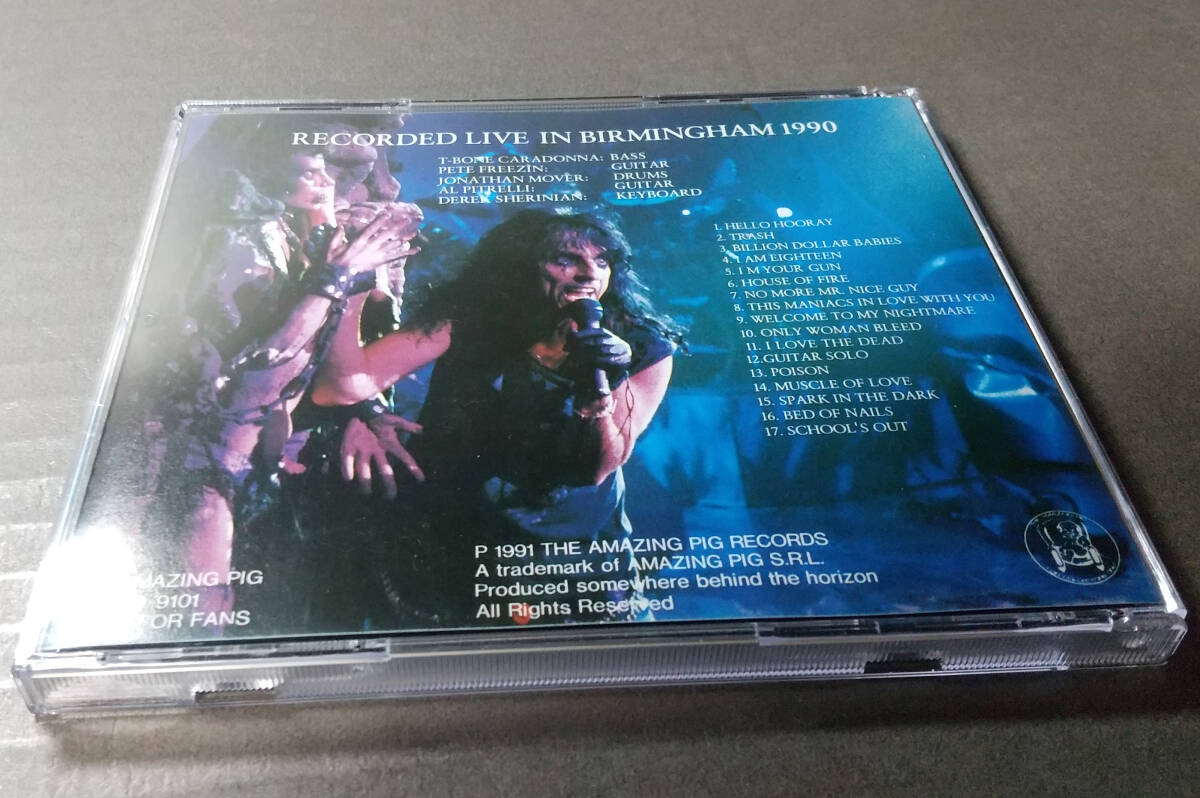 RECORDED LIVE IN BIRMINGHAM 1990
T-BONE CARADONNA: BASS
PETE FREEZIN: GUITAR
JONATHAN MOVER: DRUMS
AL PITRELLI: GUITAR
DEREK SHERINIAN: KEYBOARD
1. HELLO HOORAY
2. TRASH
3. BILLION DOLLAR BABIES
4. I AM EIGHTEEN
5. I M YOUR GUN
6. HOUSE OF FIRE
7. NO MORE MR. NICE GUY
8. THIS MANIACS IN LOVE WITH YOU
9. WELCOME TO MY NIGHTMARE
10. ONLY WOMAN BLEED
11. I LOVE THE DEAD
12.GUITAR SOLO
13. POISON
14. MUSCLE OF LOVE
15. SPARK IN THE DARK
16. BED OF NAILS
17. SCHOOL'S OUT
P 1991 THE AMAZING PIG RECORDS
A trademark of AMAZING PIG S.R.L.
Produced somewhere behind the horizon
All Rights Reserved
AMAZING PIG
9101
FOR FANS